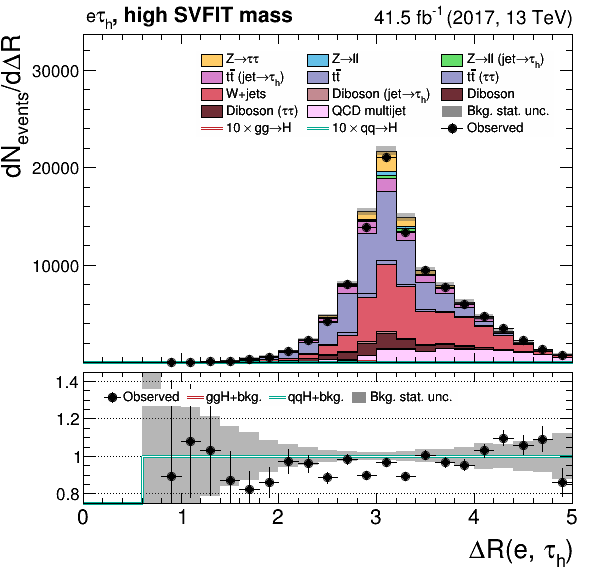 eτh, high SVFIT mass 41.5 fb⁻¹ (2017, 13 TeV)
dNevents/dΔR
30000
20000
10000
Z→ττ Z→ll Z→ll (jet→τh)
tt̄ (jet→τh) tt̄ tt̄ (ττ)
W+jets Diboson (jet→τh) Diboson
Diboson (ττ) QCD multijet Bkg. stat. unc.
10 × gg→H 10 × qq→H Observed
1.4
1.2
1
0.8
Observed ggH+bkg. qqH+bkg. Bkg. stat. unc.
0 1 2 3 4 5
ΔR(e, τh)